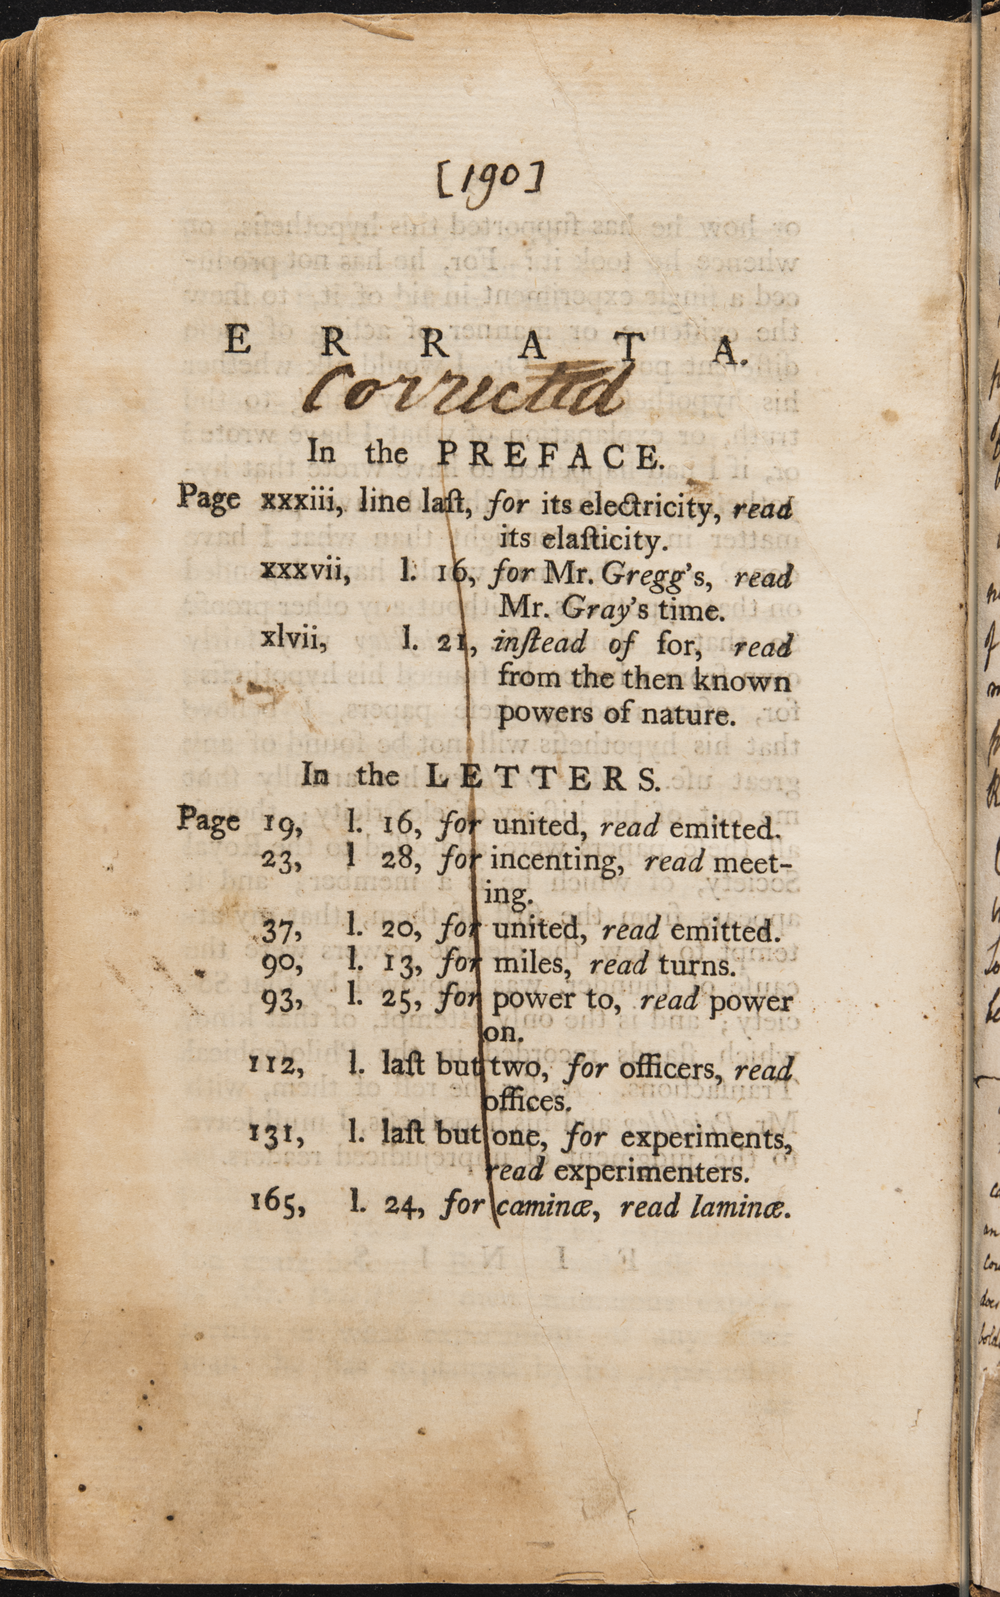 [190]
ERRATA.
Corrected
In the PREFACE.
Page xxxiii, line laſt, for its electricity, read
its elaſticity.
xxxvii, l. 16, for Mr. Gregg's, read
Mr. Gray's time.
xlvii, l. 21, inſtead of for, read
from the then known
powers of nature.
In the LETTERS.
Page 19, l. 16, for united, read emitted.
23, l 28, for incenting, read meet-
ing.
37, l. 20, for united, read emitted.
90, l. 13, for miles, read turns.
93, l. 25, for power to, read power
on.
112, l. laſt but two, for officers, read
offices.
131, l. laſt but one, for experiments,
read experimenters.
165, l. 24, for caminæ, read laminæ.